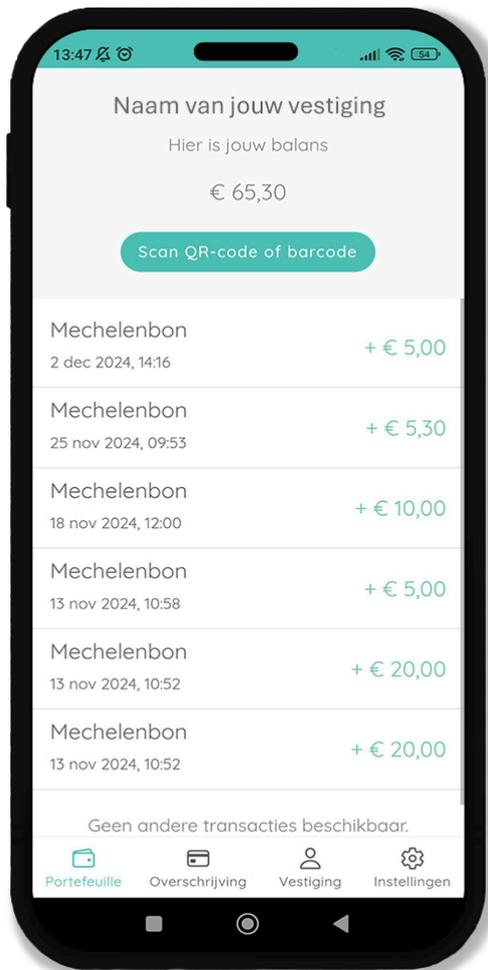 13:47
54
Naam van jouw vestiging
Hier is jouw balans
€ 65,30
Scan QR-code of barcode
Mechelenbon
+ € 5,00
2 dec 2024, 14:16
Mechelenbon
+ € 5,30
25 nov 2024, 09:53
Mechelenbon
+ € 10,00
18 nov 2024, 12:00
Mechelenbon
+ € 5,00
13 nov 2024, 10:58
Mechelenbon
+ € 20,00
13 nov 2024, 10:52
Mechelenbon
+ € 20,00
13 nov 2024, 10:52
Geen andere transacties beschikbaar.
Portefeuille Overschrijving Vestiging Instellingen